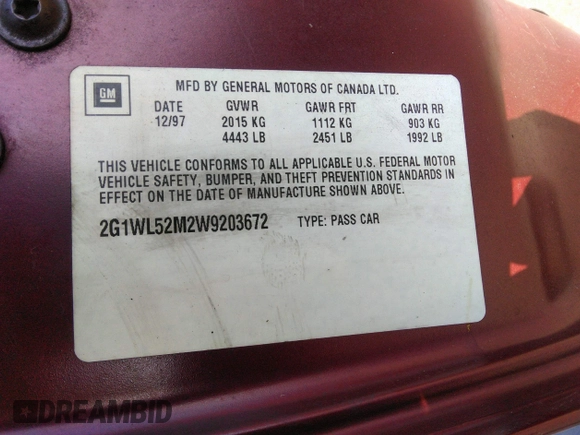 GM
MFD BY GENERAL MOTORS OF CANADA LTD.
DATE GVWR GAWR FRT GAWR RR
12/97 2015 KG 1112 KG 903 KG
4443 LB 2451 LB 1992 LB
THIS VEHICLE CONFORMS TO ALL APPLICABLE U.S. FEDERAL MOTOR
VEHICLE SAFETY, BUMPER, AND THEFT PREVENTION STANDARDS IN
EFFECT ON THE DATE OF MANUFACTURE SHOWN ABOVE.
2G1WL52M2W9203672 TYPE: PASS CAR
DREAMBID